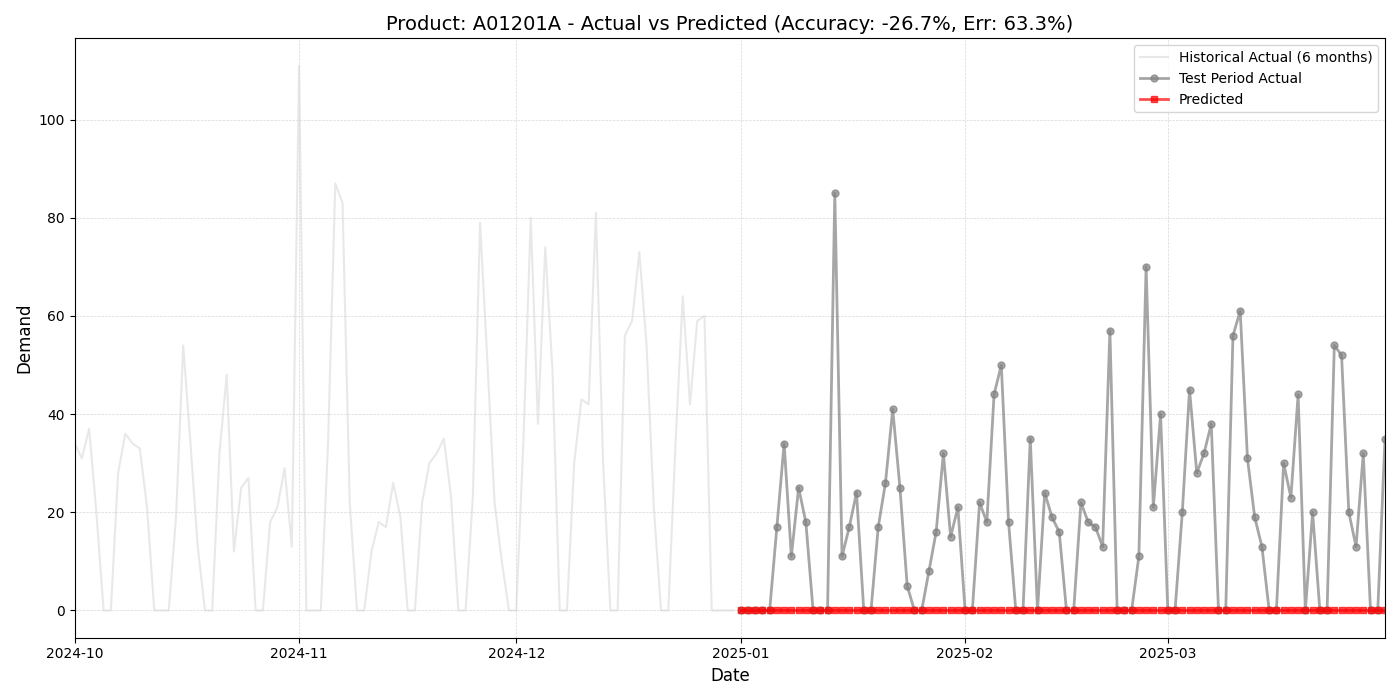 Product: A01201A - Actual vs Predicted (Accuracy: -26.7%, Err: 63.3%)
Historical Actual (6 months)
Test Period Actual
Predicted
Demand
100
80
60
40
20
0
2024-10
2024-11
2024-12
2025-01
2025-02
2025-03
Date